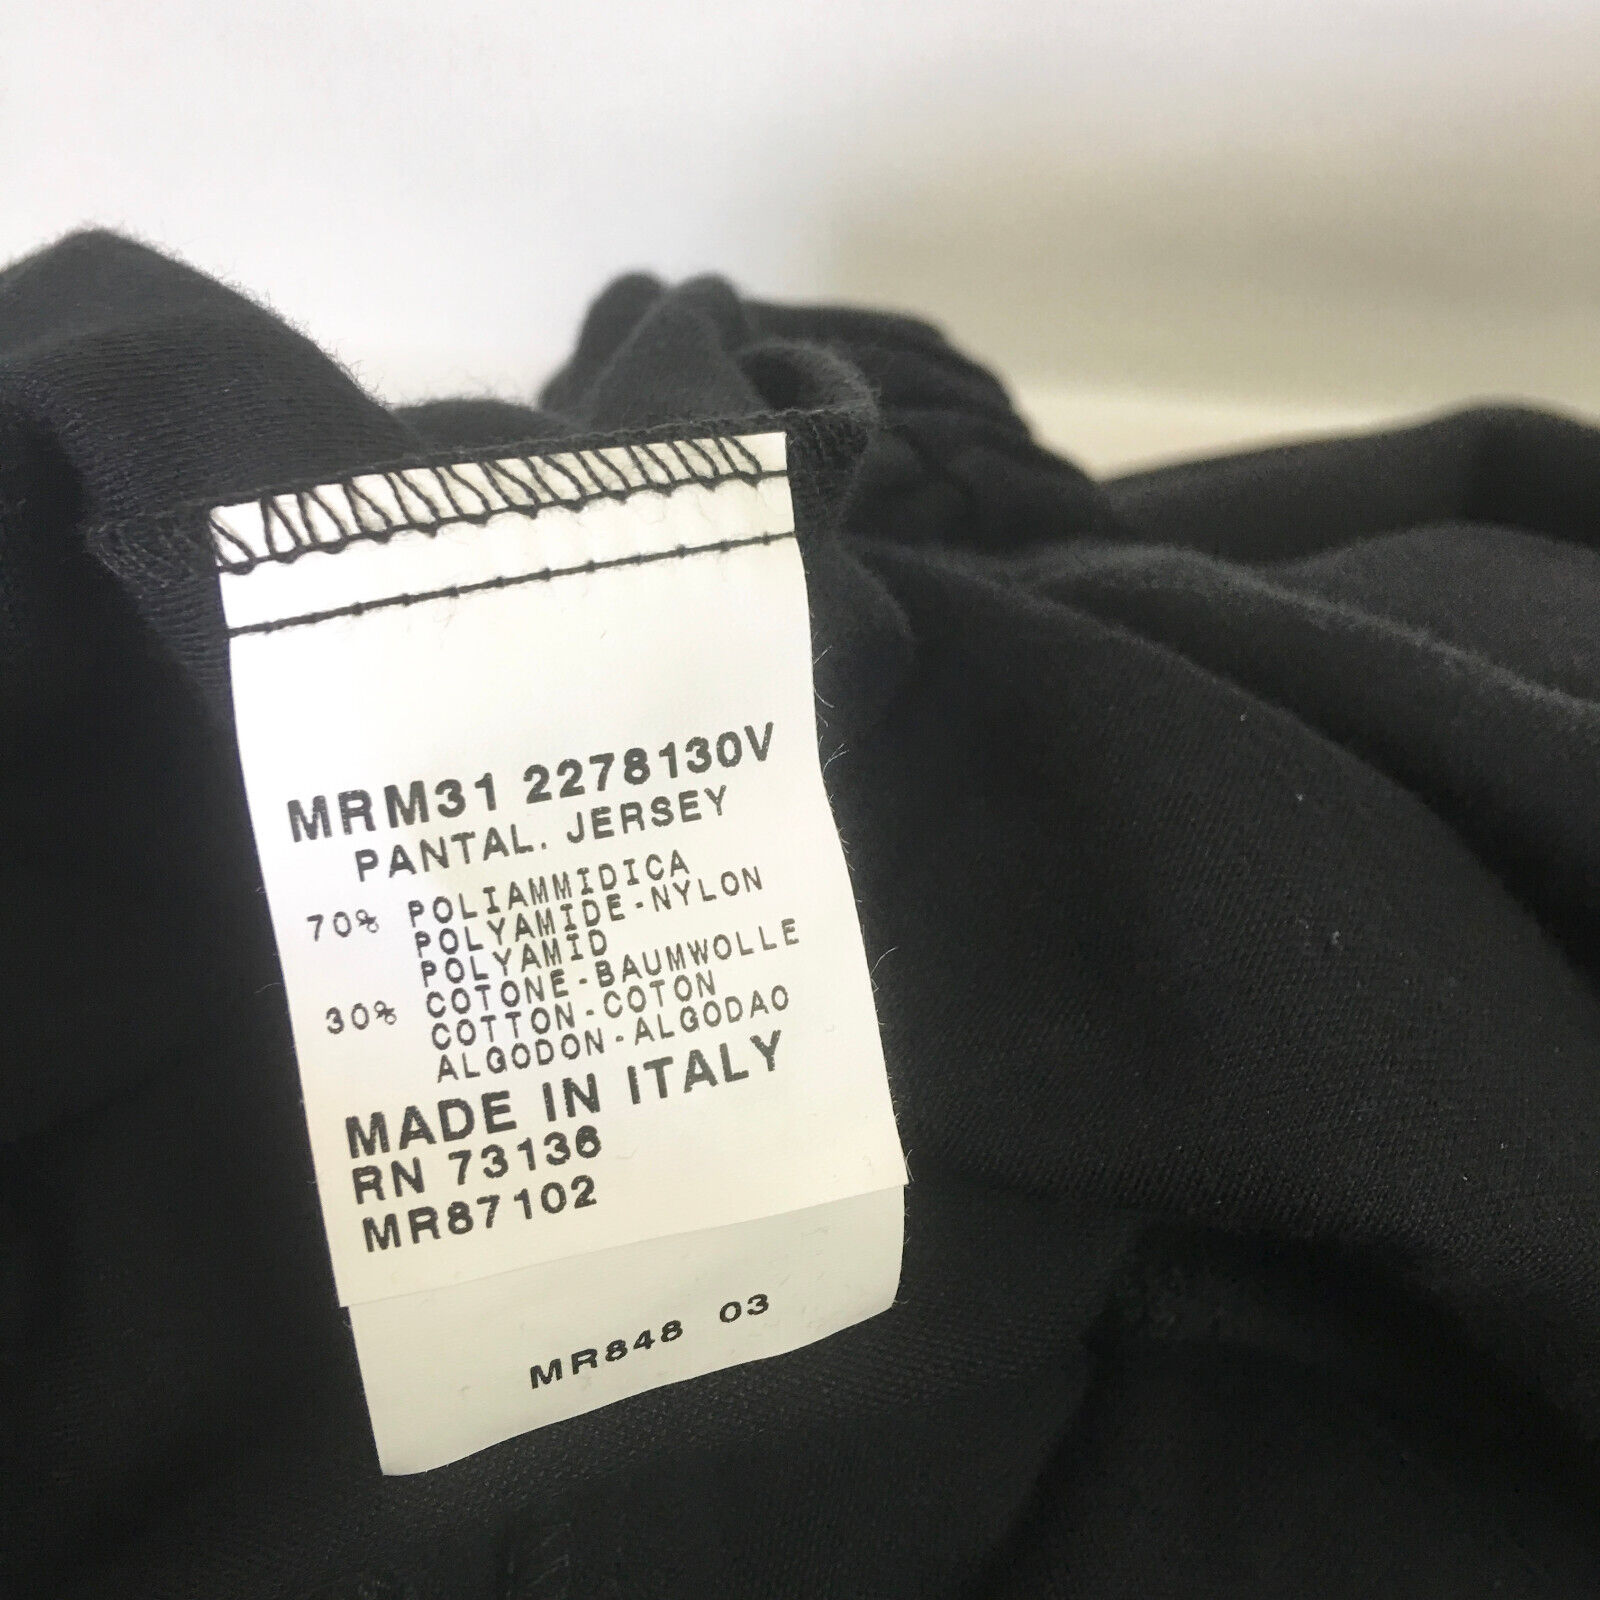 MRM31 2278130V
PANTAL. JERSEY
70% POLIAMMIDICA
POLYAMIDE-NYLON
POLYAMID
30% COTONE-BAUMWOLLE
COTTON-COTON
ALGODON-ALGODAO
MADE IN ITALY
RN 73136
MR87102
MR848 03